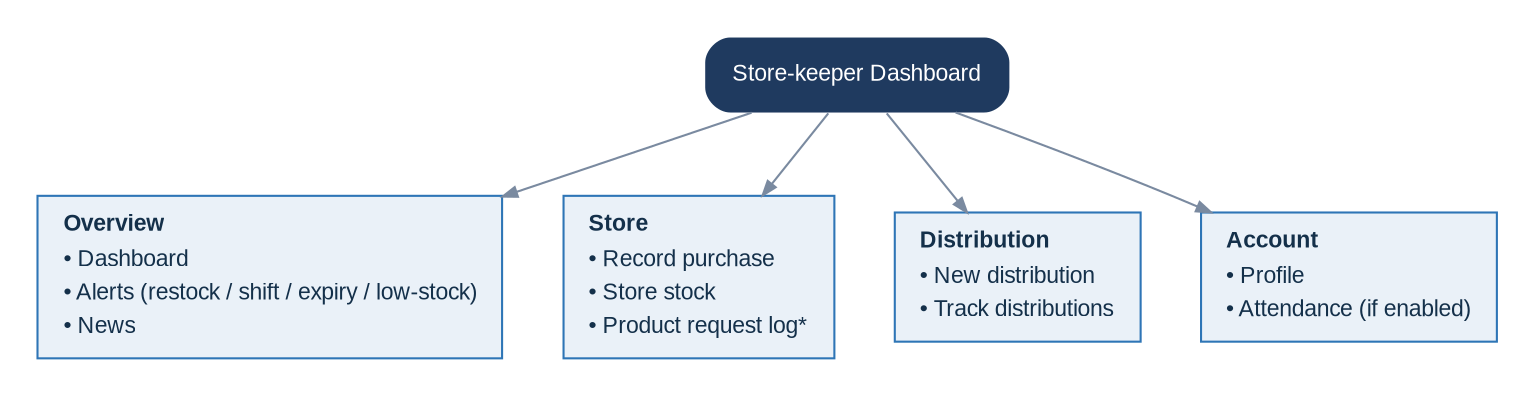 Store-keeper Dashboard
Overview
• Dashboard
• Alerts (restock / shift / expiry / low-stock)
• News
Store
• Record purchase
• Store stock
• Product request log*
Distribution
• New distribution
• Track distributions
Account
• Profile
• Attendance (if enabled)